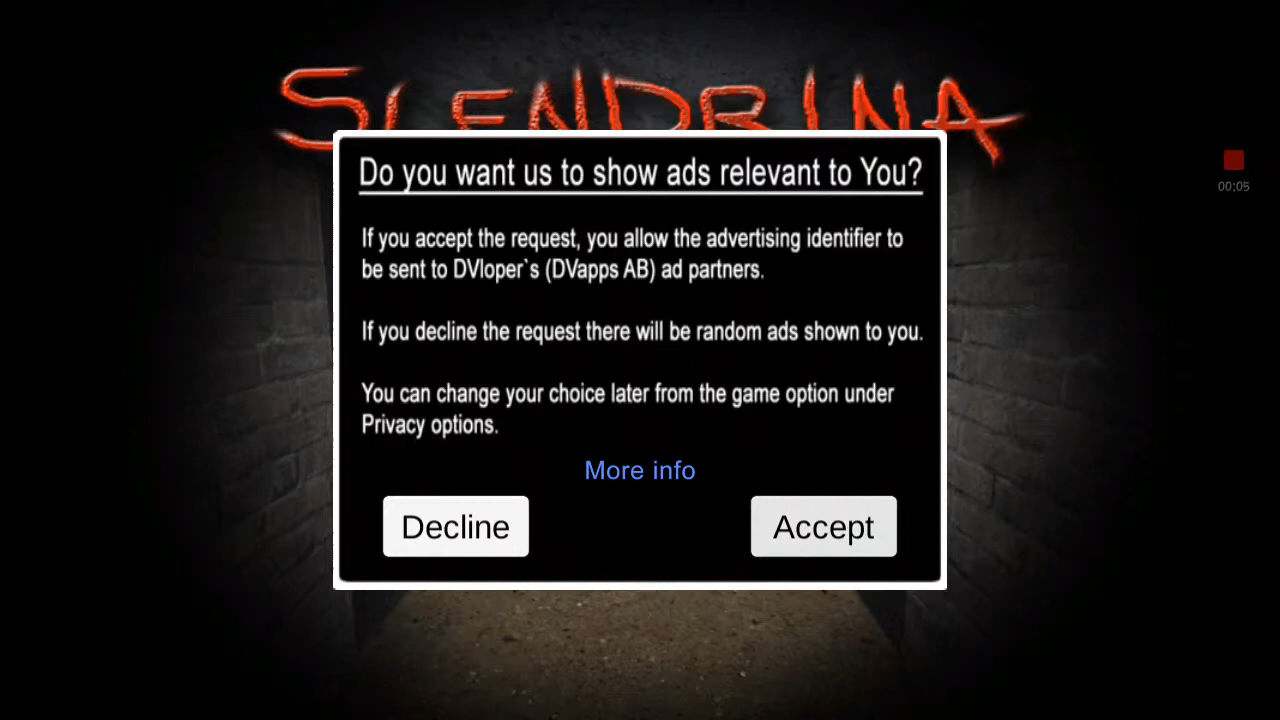 SLENDRINA
Do you want us to show ads relevant to You?
If you accept the request, you allow the advertising identifier to
be sent to DVloper`s (DVapps AB) ad partners.
If you decline the request there will be random ads shown to you.
You can change your choice later from the game option under
Privacy options.
More info
Decline
Accept
00:05